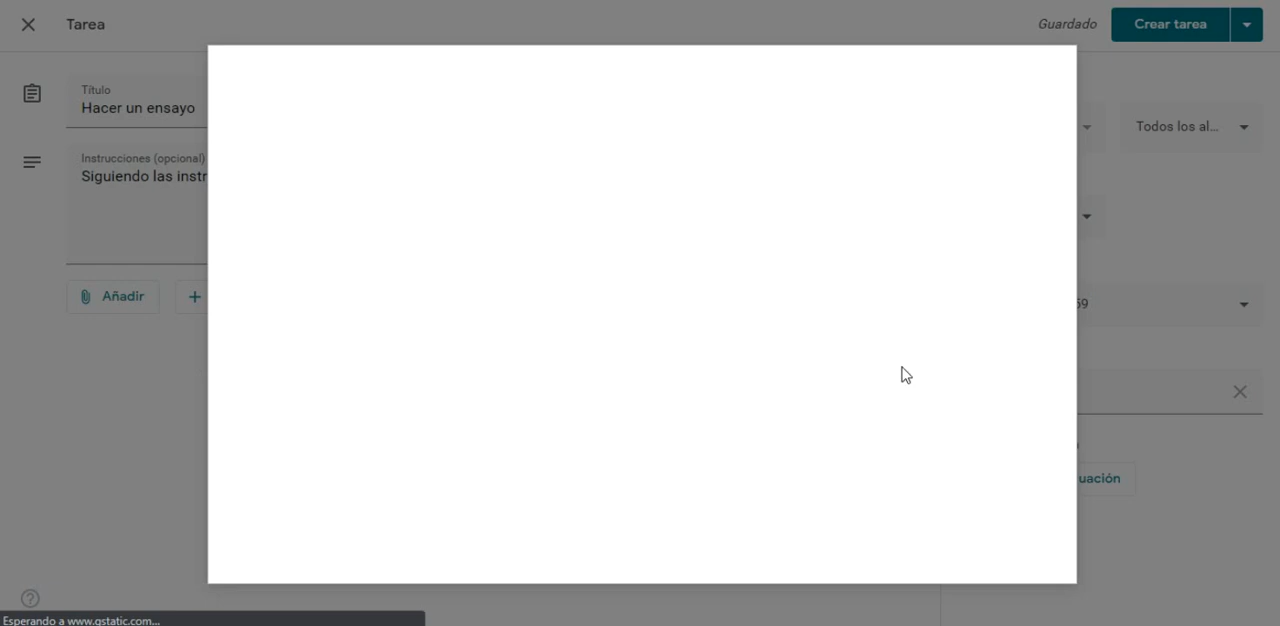 Tarea
Guardado
Crear tarea
Título
Hacer un ensayo
Todos los al...
Instrucciones (opcional)
Siguiendo las instr
Añadir
59
uación
Esperando a www.gstatic.com...